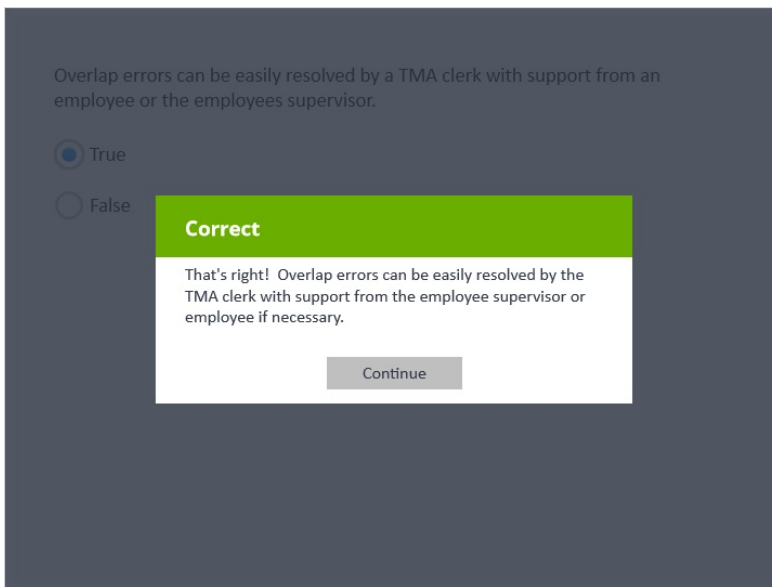 Overlap errors can be easily resolved by a TMA clerk with support from an
employee or the employees supervisor.
True
False
Correct
That's right!  Overlap errors can be easily resolved by the
TMA clerk with support from the employee supervisor or
employee if necessary.
Continue